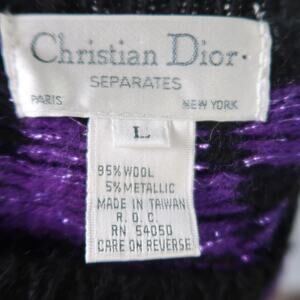 Christian Dior.
SEPARATES
PARIS NEW YORK
L
95% WOOL
5% METALLIC
MADE IN TAIWAN
R.O.C.
RN 54050
CARE ON REVERSE